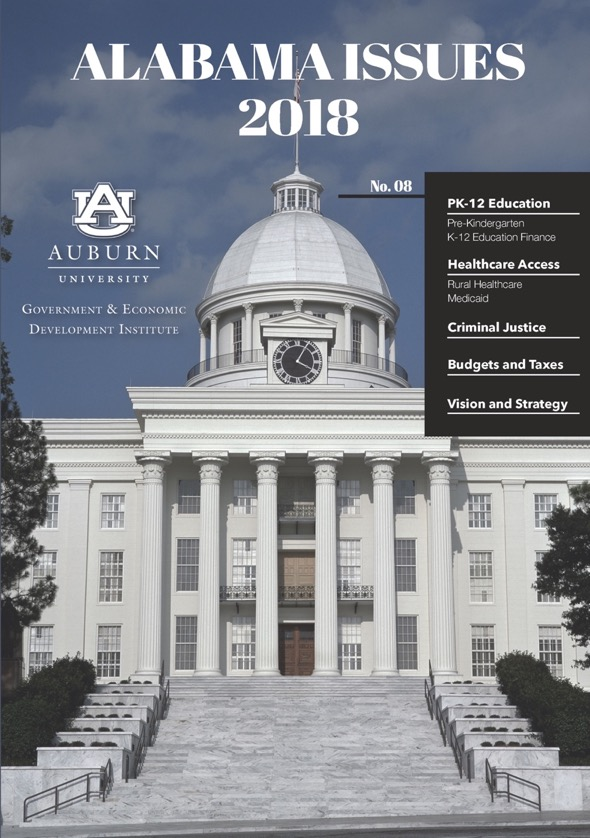 ALABAMA ISSUES
2018
No. 08
AU
AUBURN
UNIVERSITY
GOVERNMENT & ECONOMIC
DEVELOPMENT INSTITUTE
PK-12 Education
Pre-Kindergarten
K-12 Education Finance
Healthcare Access
Rural Healthcare
Medicaid
Criminal Justice
Budgets and Taxes
Vision and Strategy